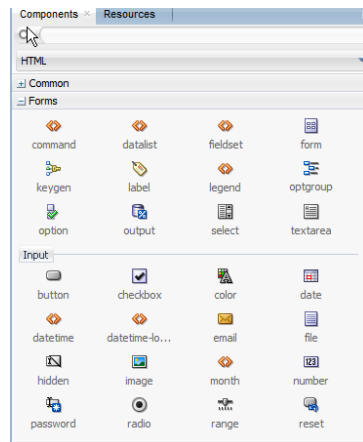 Components Resources
HTML
Common
Forms
command datalist fieldset form
keygen label legend optgroup
option output select textarea
Input
button checkbox color date
datetime datetime-lo... email file
hidden image month number
password radio range reset